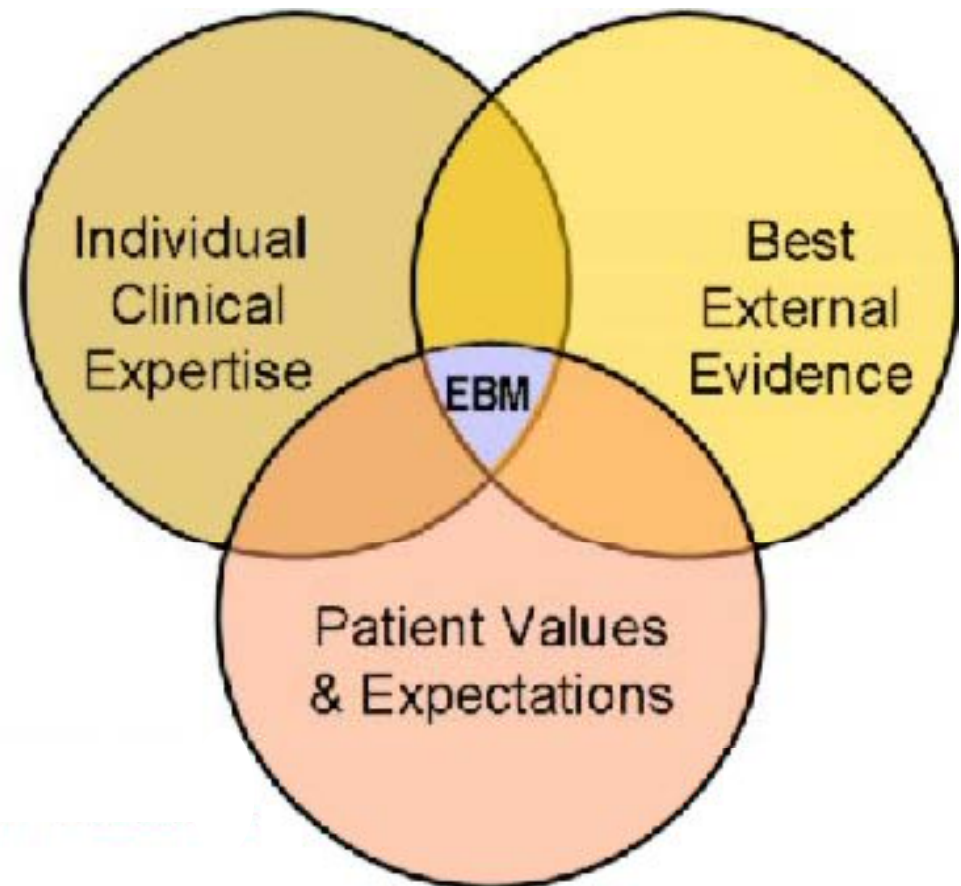 Individual
Clinical
Expertise
Best
External
Evidence
EBM
Patient Values
& Expectations